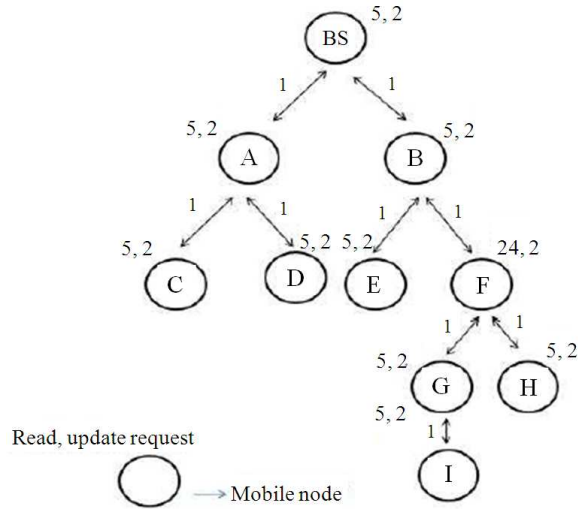 5, 2
BS
1 1
5, 2 5, 2
A B
1 1 1 1
5, 2 5, 2 5, 2 24, 2
C D E F
1 1
5, 2 5, 2
G H
5, 2
Read, update request
1
I
Mobile node